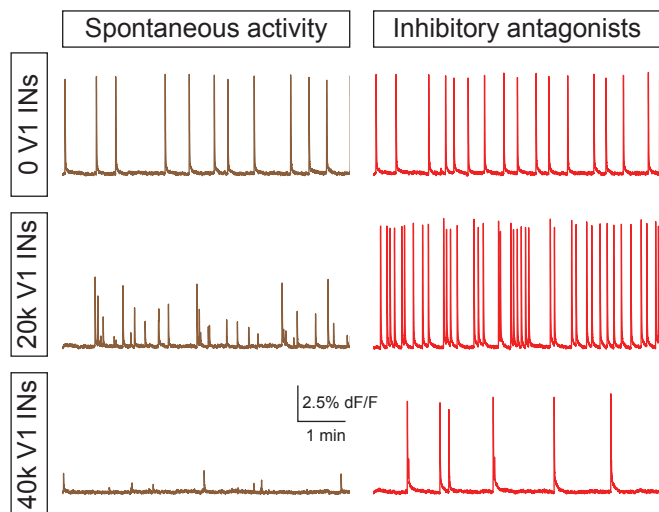 Spontaneous activity
Inhibitory antagonists
0 V1 INs
20k V1 INs
40k V1 INs
2.5% dF/F
1 min